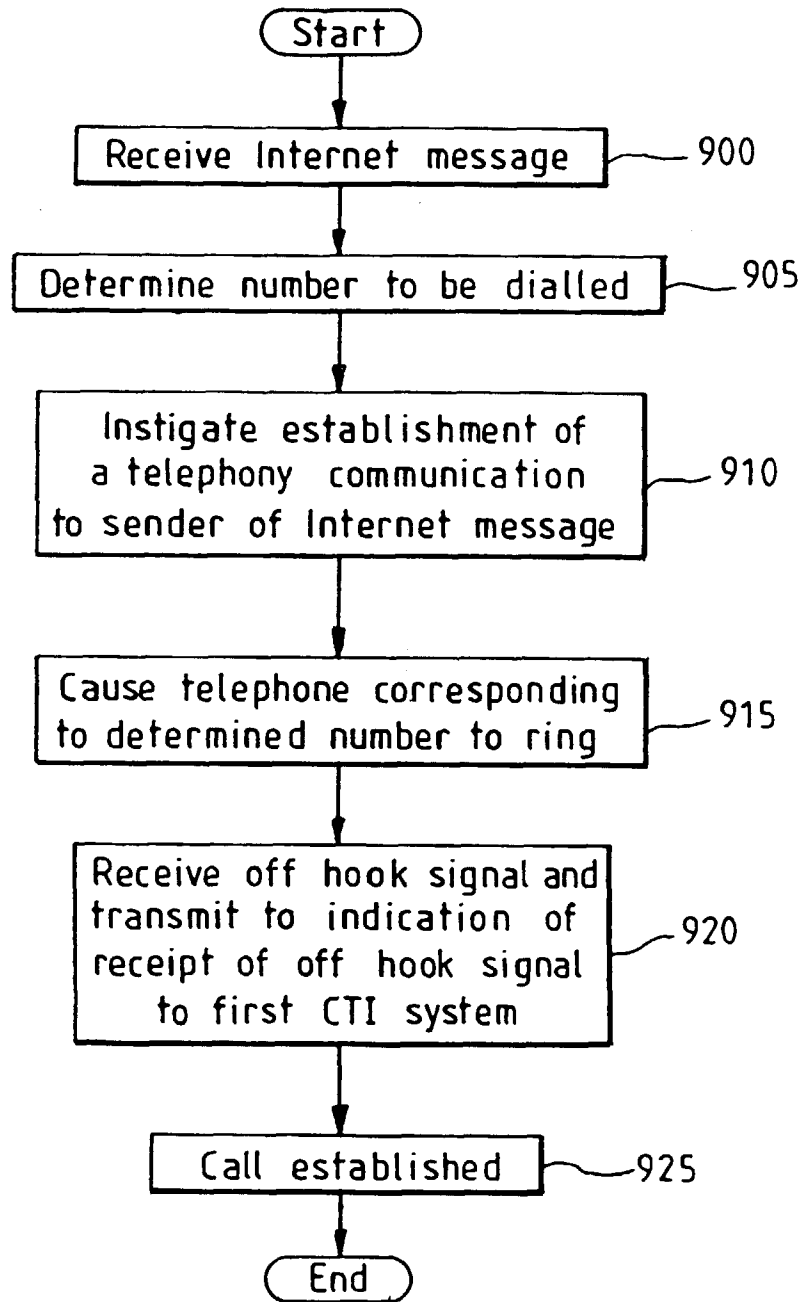 Start
Receive Internet message
900
Determine number to be dialled
905
Instigate establishment of
a telephony communication
to sender of Internet message
910
Cause telephone corresponding
to determined number to ring
915
Receive off hook signal and
transmit to indication of
receipt of off hook signal
to first CTI system
920
Call established
925
End